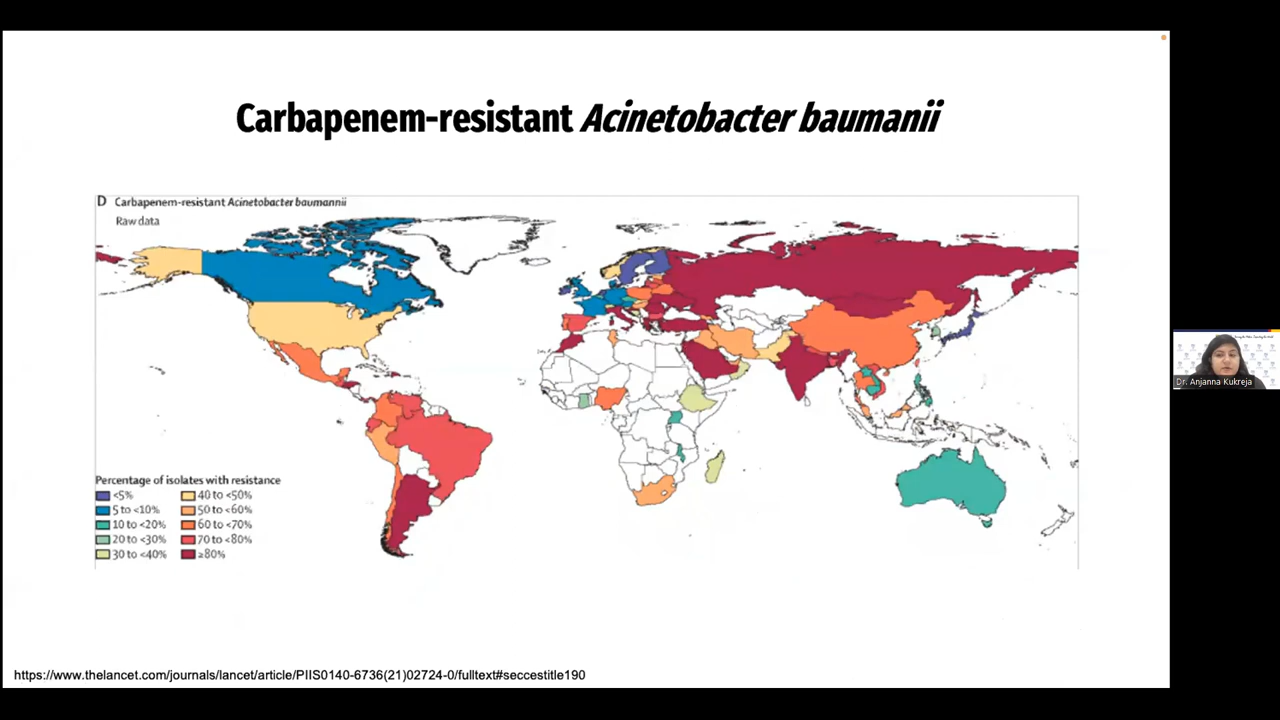 Carbapenem-resistant Acinetobacter baumanii
D Carbapenem-resistant Acinetobacter baumannii
Raw data
Percentage of isolates with resistance
<5%
5 to <10%
10 to <20%
20 to <30%
30 to <40%
40 to <50%
50 to <60%
60 to <70%
70 to <80%
≥80%
https://www.thelancet.com/journals/lancet/article/PIIS0140-6736(21)02724-0/fulltext#seccestitle190
Dr. Anjanna Kukreja